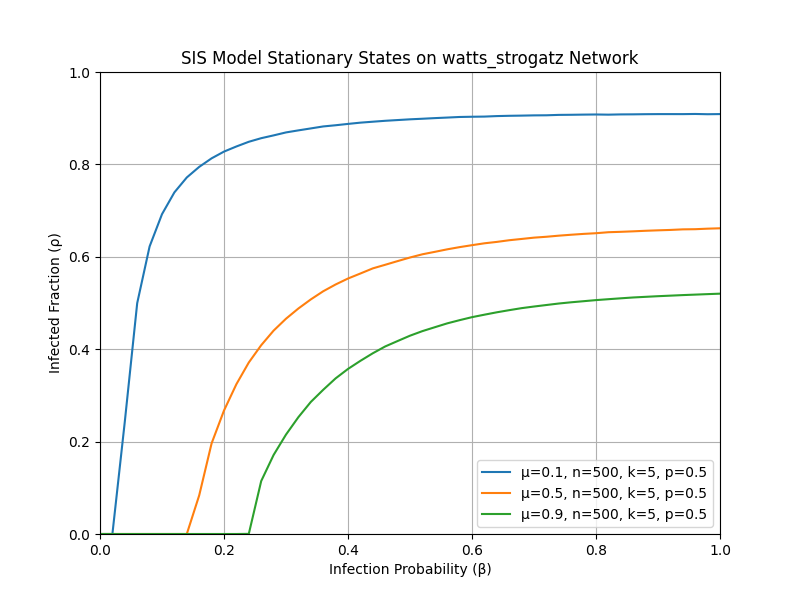 SIS Model Stationary States on watts_strogatz Network
Infected Fraction (ρ)
1.0
0.8
0.6
0.4
0.2
0.0
0.0 0.2 0.4 0.6 0.8 1.0
Infection Probability (β)
μ=0.1, n=500, k=5, p=0.5
μ=0.5, n=500, k=5, p=0.5
μ=0.9, n=500, k=5, p=0.5